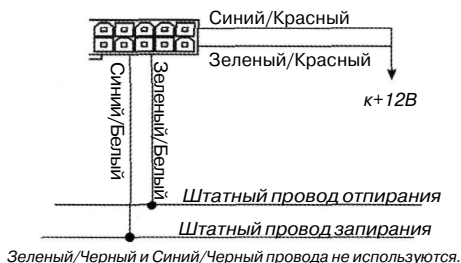 Синий/Красный
Зеленый/Красный
к+12В
Синий/Белый
Зеленый/Белый
Штатный провод отпирания
Штатный провод запирания
Зеленый/Черный и Синий/Черный провода не используются.